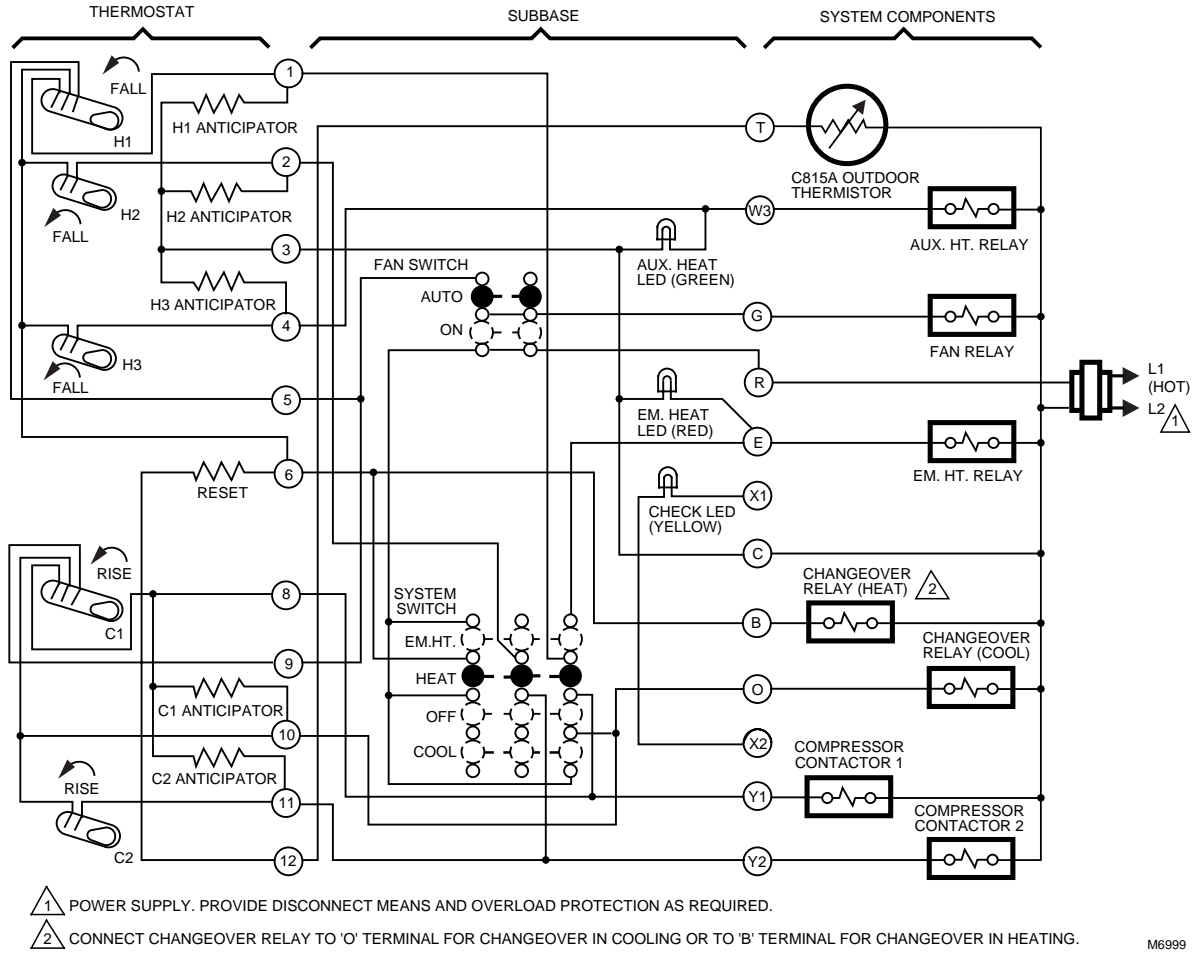 THERMOSTAT
SUBBASE
SYSTEM COMPONENTS
FALL
H1
1
H1 ANTICIPATOR
T
C815A OUTDOOR
THERMISTOR
2
H2
FALL
H2 ANTICIPATOR
W3
AUX. HT. RELAY
3
AUX. HEAT
LED (GREEN)
FAN SWITCH
AUTO
ON
H3 ANTICIPATOR
4
H3
FALL
G
FAN RELAY
5
R
L1
(HOT)
L2
1
EM. HEAT
LED (RED)
E
EM. HT. RELAY
6
RESET
X1
CHECK LED
(YELLOW)
C
RISE
C1
8
SYSTEM
SWITCH
EM.HT.
HEAT
OFF
COOL
CHANGEOVER
RELAY (HEAT)
2
B
CHANGEOVER
RELAY (COOL)
9
O
C1 ANTICIPATOR
10
X2
C2 ANTICIPATOR
COMPRESSOR
CONTACTOR 1
RISE
11
Y1
COMPRESSOR
CONTACTOR 2
C2
12
Y2
1 POWER SUPPLY. PROVIDE DISCONNECT MEANS AND OVERLOAD PROTECTION AS REQUIRED.
2 CONNECT CHANGEOVER RELAY TO 'O' TERMINAL FOR CHANGEOVER IN COOLING OR TO 'B' TERMINAL FOR CHANGEOVER IN HEATING.
M6999